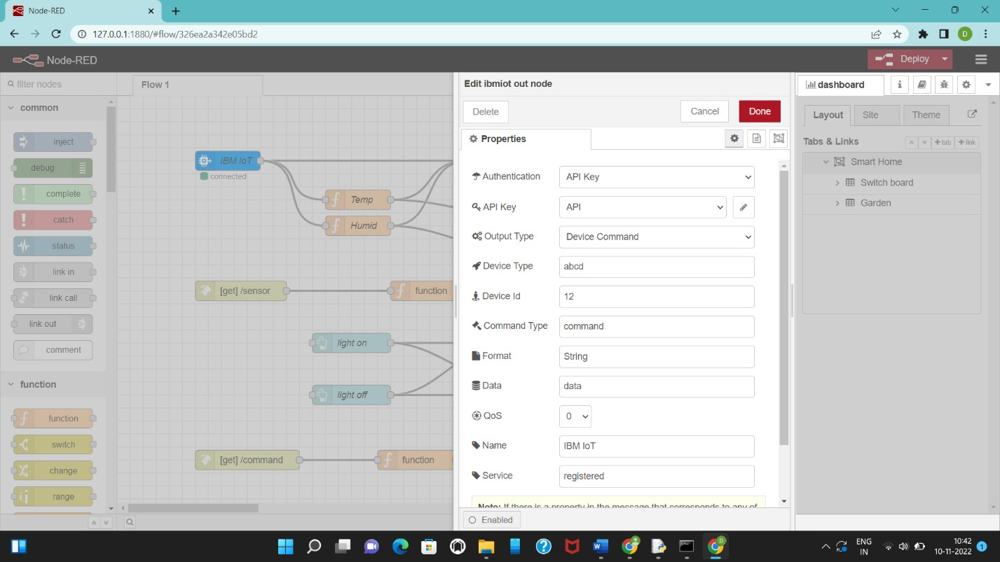 Node-RED
127.0.0.1:1880/#flow/326ea2a342e05bd2
D
Node-RED
Deploy
filter nodes
Flow 1
Edit ibmiot out node
dashboard
i
common
Delete
Cancel
Done
Layout
Site
Theme
Properties
Tabs & Links
tab
link
inject
debug
complete
catch
status
link in
link call
link out
comment
function
function
switch
change
range
IBM IoT
connected
Temp
Humid
[get] /sensor
function
light on
light off
[get] /command
function
Authentication
API Key
API Key
API
Output Type
Device Command
Device Type
abcd
Device Id
12
Command Type
command
Format
String
Data
data
QoS
0
Name
IBM IoT
Service
registered
Note: If there is a property in the message that corresponds to any of
Enabled
Smart Home
Switch board
Garden
ENG
IN
10:42
10-11-2022
1